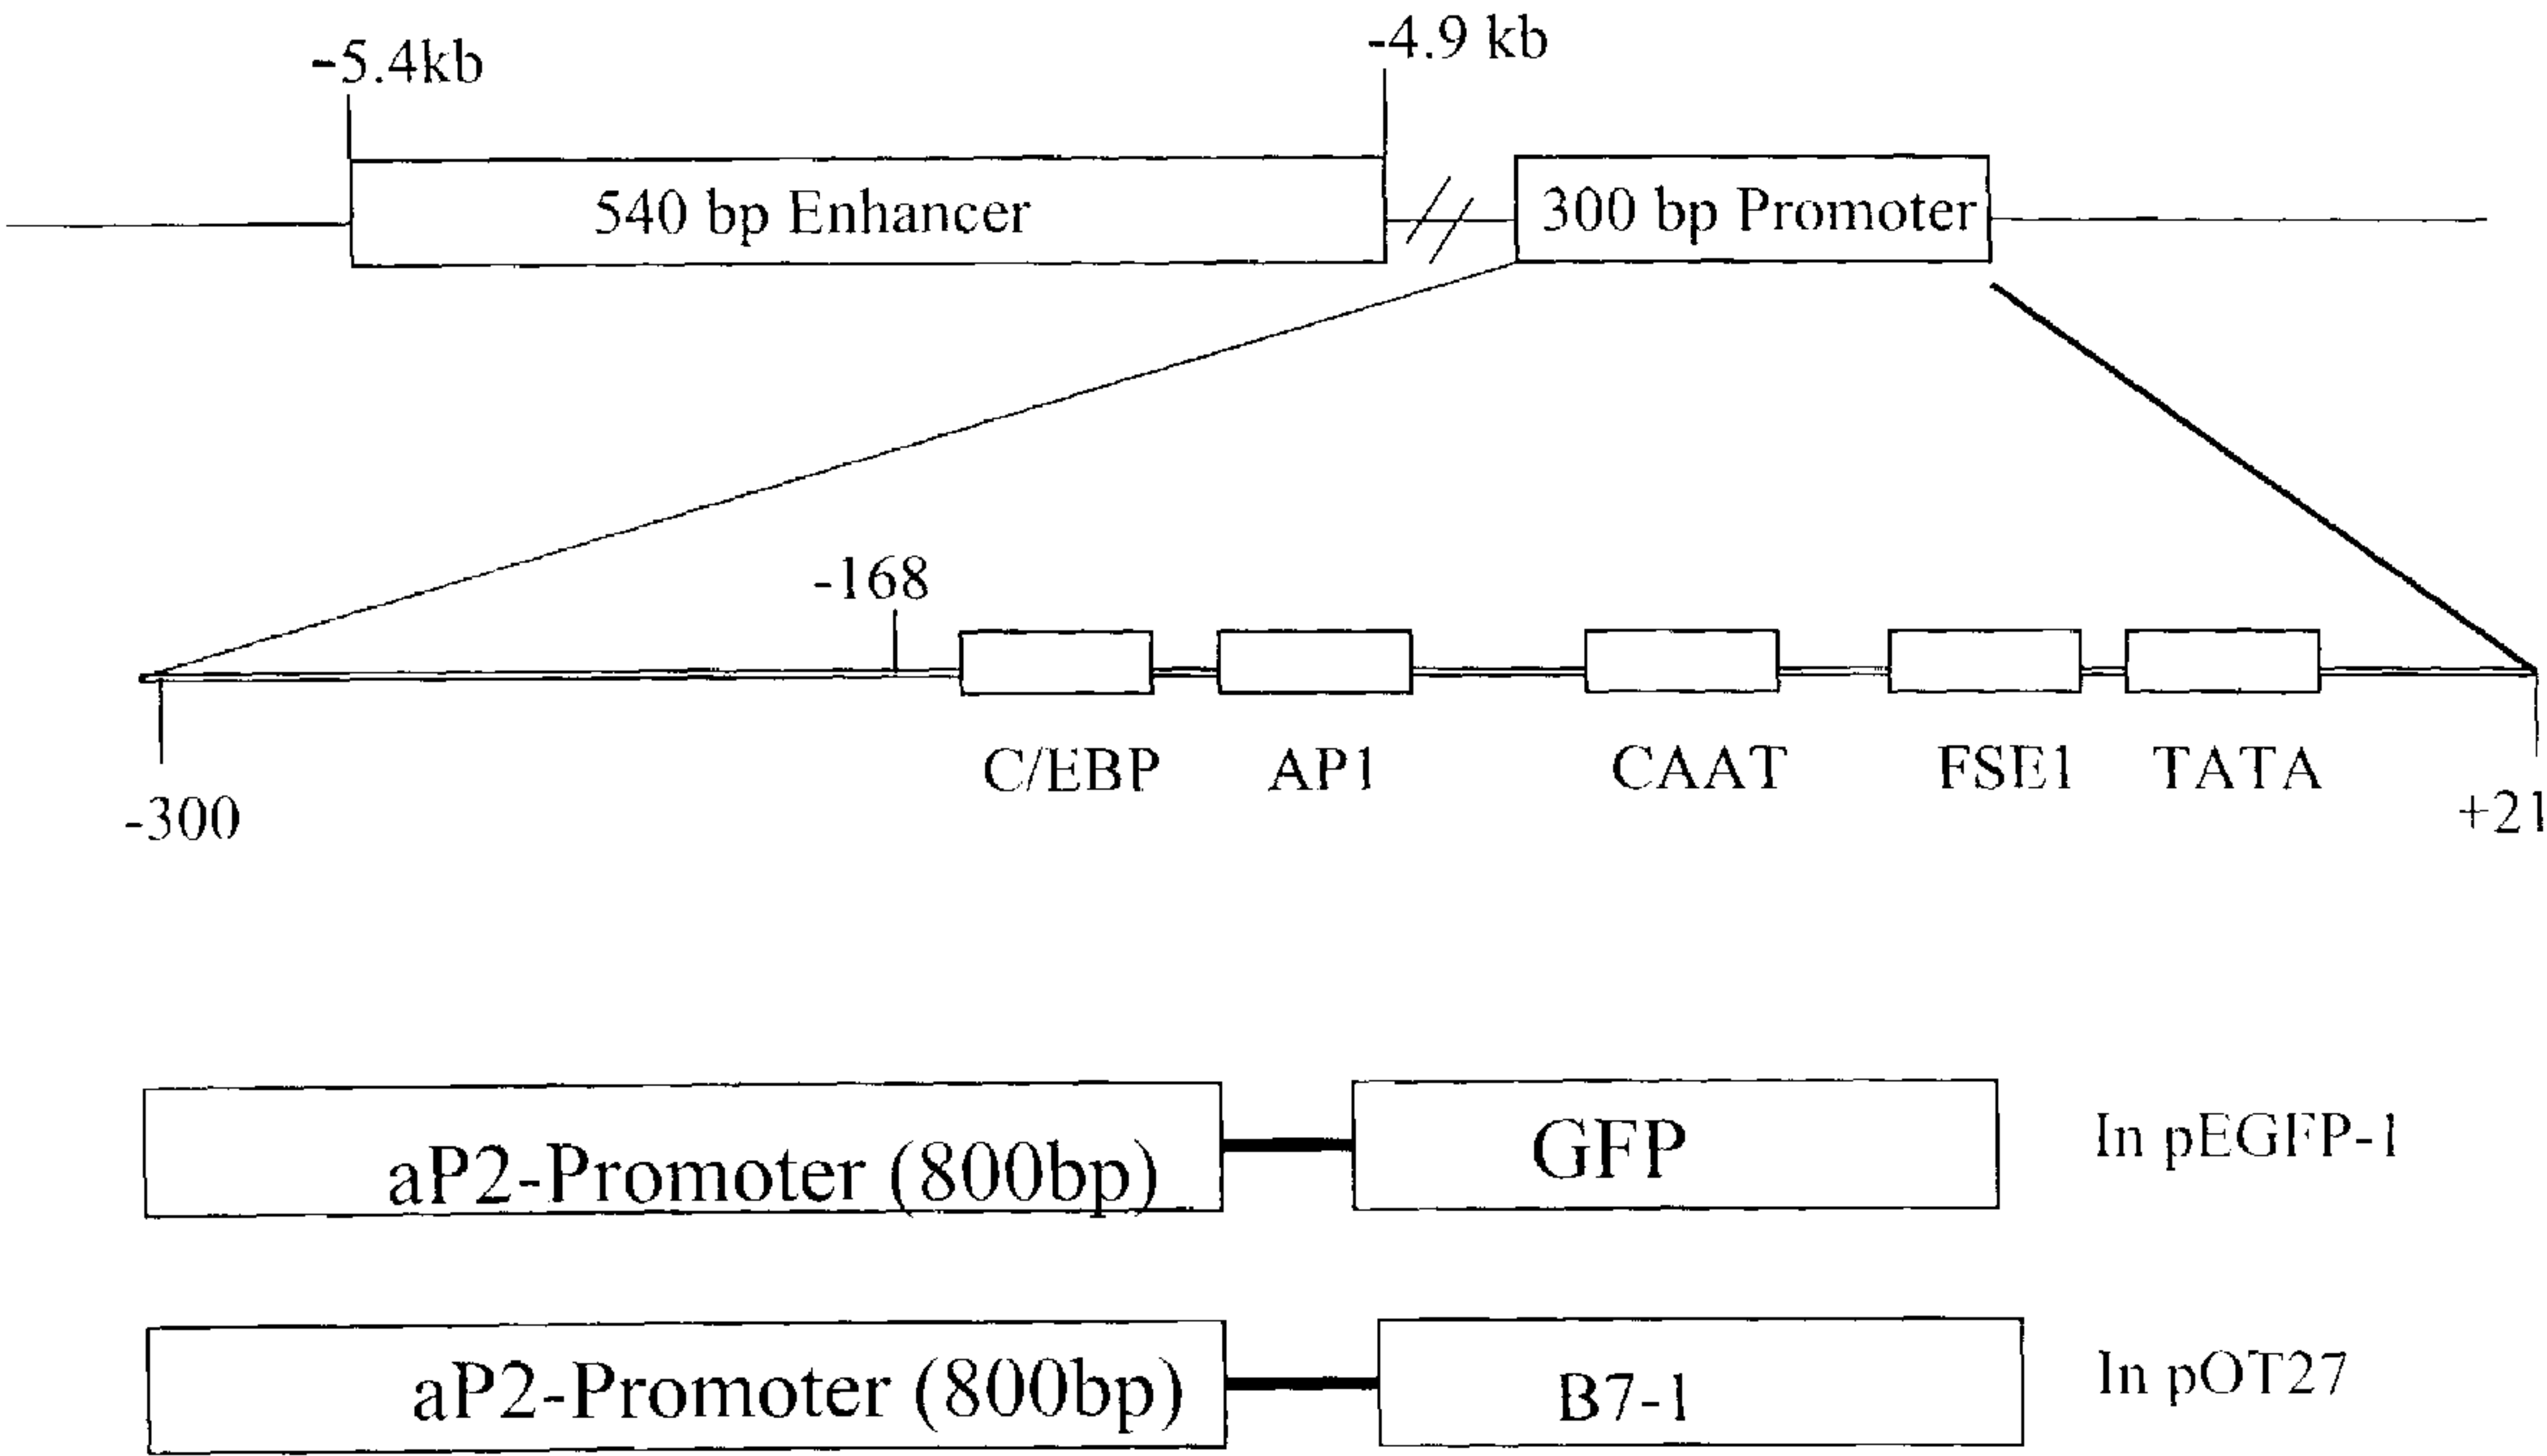 -5.4kb
-4.9 kb
540 bp Enhancer
300 bp Promoter
-168
C/EBP
AP1
CAAT
FSE1
TATA
-300
+21
aP2-Promoter (800bp)
GFP
In pEGFP-1
aP2-Promoter (800bp)
B7-1
In pOT27